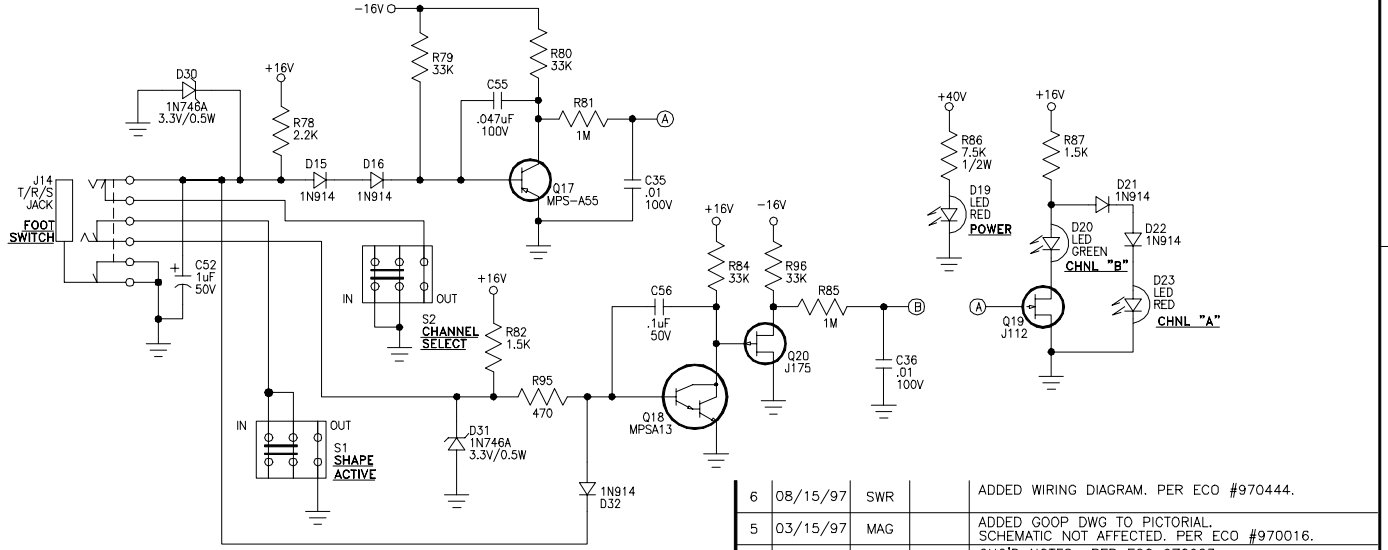 -16V
R79
33K
R80
33K
D30
1N746A
3.3V/0.5W
+16V
R78
2.2K
C55
.047uF
100V
R81
1M
A
D15
1N914
D16
1N914
Q17
MPS-A55
C35
.01
100V
J14
T/R/S
JACK
FOOT
SWITCH
+
C52
1uF
50V
IN
OUT
S2
CHANNEL
SELECT
+16V
R82
1.5K
R95
470
D31
1N746A
3.3V/0.5W
IN
OUT
S1
SHAPE
ACTIVE
1N914
D32
C56
.1uF
50V
+16V
R84
33K
-16V
R96
33K
R85
1M
B
Q18
MPSA13
Q20
J175
C36
.01
100V
+40V
R86
7.5K
1/2W
D19
LED
RED
POWER
+16V
R87
1.5K
D21
1N914
D22
1N914
D20
LED
GREEN
CHNL "B"
D23
LED
RED
CHNL "A"
A
Q19
J112
6 08/15/97 SWR ADDED WIRING DIAGRAM. PER ECO #970444.
5 03/15/97 MAG ADDED GOOP DWG TO PICTORIAL.
SCHEMATIC NOT AFFECTED. PER ECO #970016.